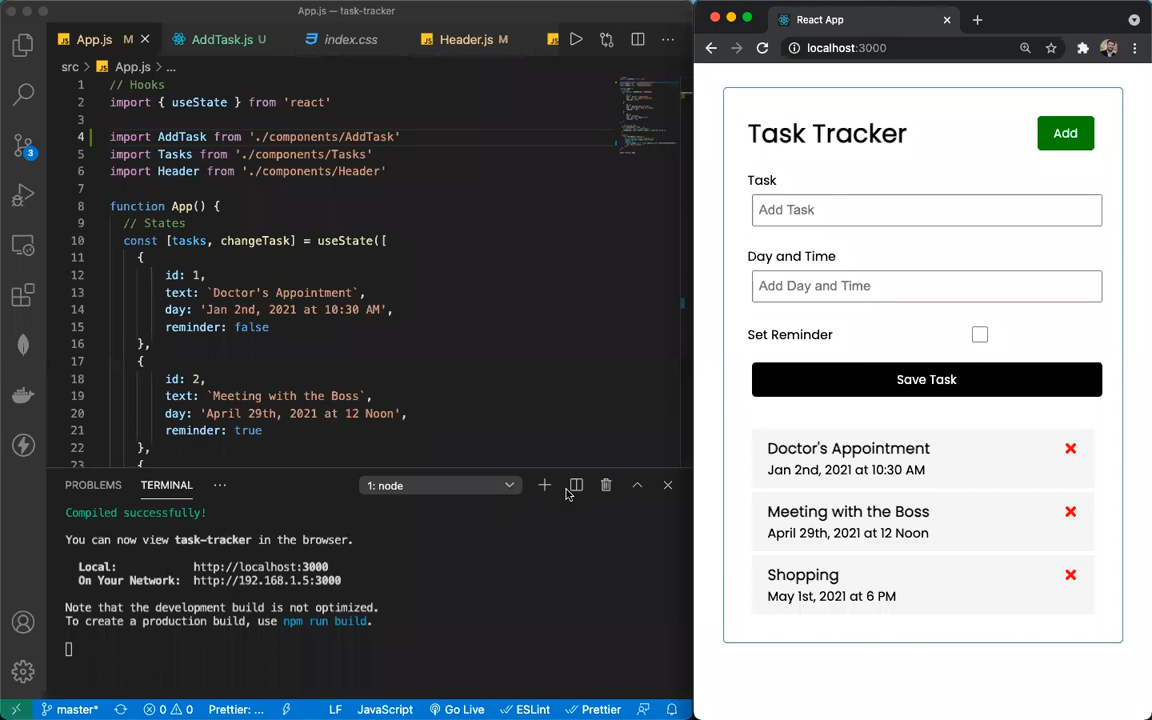 App.js — task-tracker
App.js M
AddTask.js U
index.css
Header.js M
src > App.js > ...
1 // Hooks
2 import { useState } from 'react'
3
4 import AddTask from './components/AddTask'
5 import Tasks from './components/Tasks'
6 import Header from './components/Header'
7
8 function App() {
9 // States
10 const [tasks, changeTask] = useState([
11 {
12 id: 1,
13 text: `Doctor's Appointment`,
14 day: 'Jan 2nd, 2021 at 10:30 AM',
15 reminder: false
16 },
17 {
18 id: 2,
19 text: `Meeting with the Boss`,
20 day: 'April 29th, 2021 at 12 Noon',
21 reminder: true
22 },
23 {
3
PROBLEMS TERMINAL ...
1: node
Compiled successfully!
You can now view task-tracker in the browser.
Local: http://localhost:3000
On Your Network: http://192.168.1.5:3000
Note that the development build is not optimized.
To create a production build, use npm run build.
master*
0 0
Prettier: ...
LF
JavaScript
Go Live
ESLint
Prettier
React App
localhost:3000
Task Tracker
Add
Task
Add Task
Day and Time
Add Day and Time
Set Reminder
Save Task
Doctor's Appointment
Jan 2nd, 2021 at 10:30 AM
Meeting with the Boss
April 29th, 2021 at 12 Noon
Shopping
May 1st, 2021 at 6 PM